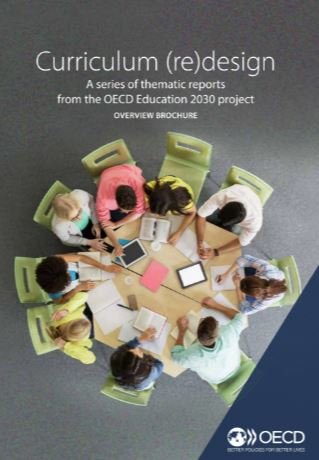 Curriculum (re)design
A series of thematic reports
from the OECD Education 2030 project
OVERVIEW BROCHURE
OECD
BETTER POLICIES FOR BETTER LIVES